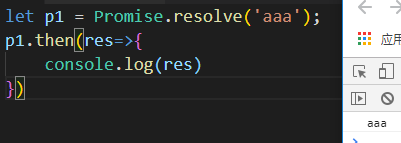 let p1 = Promise.resolve('aaa');
p1.then(res=>{
    console.log(res)
})
应用
aaa